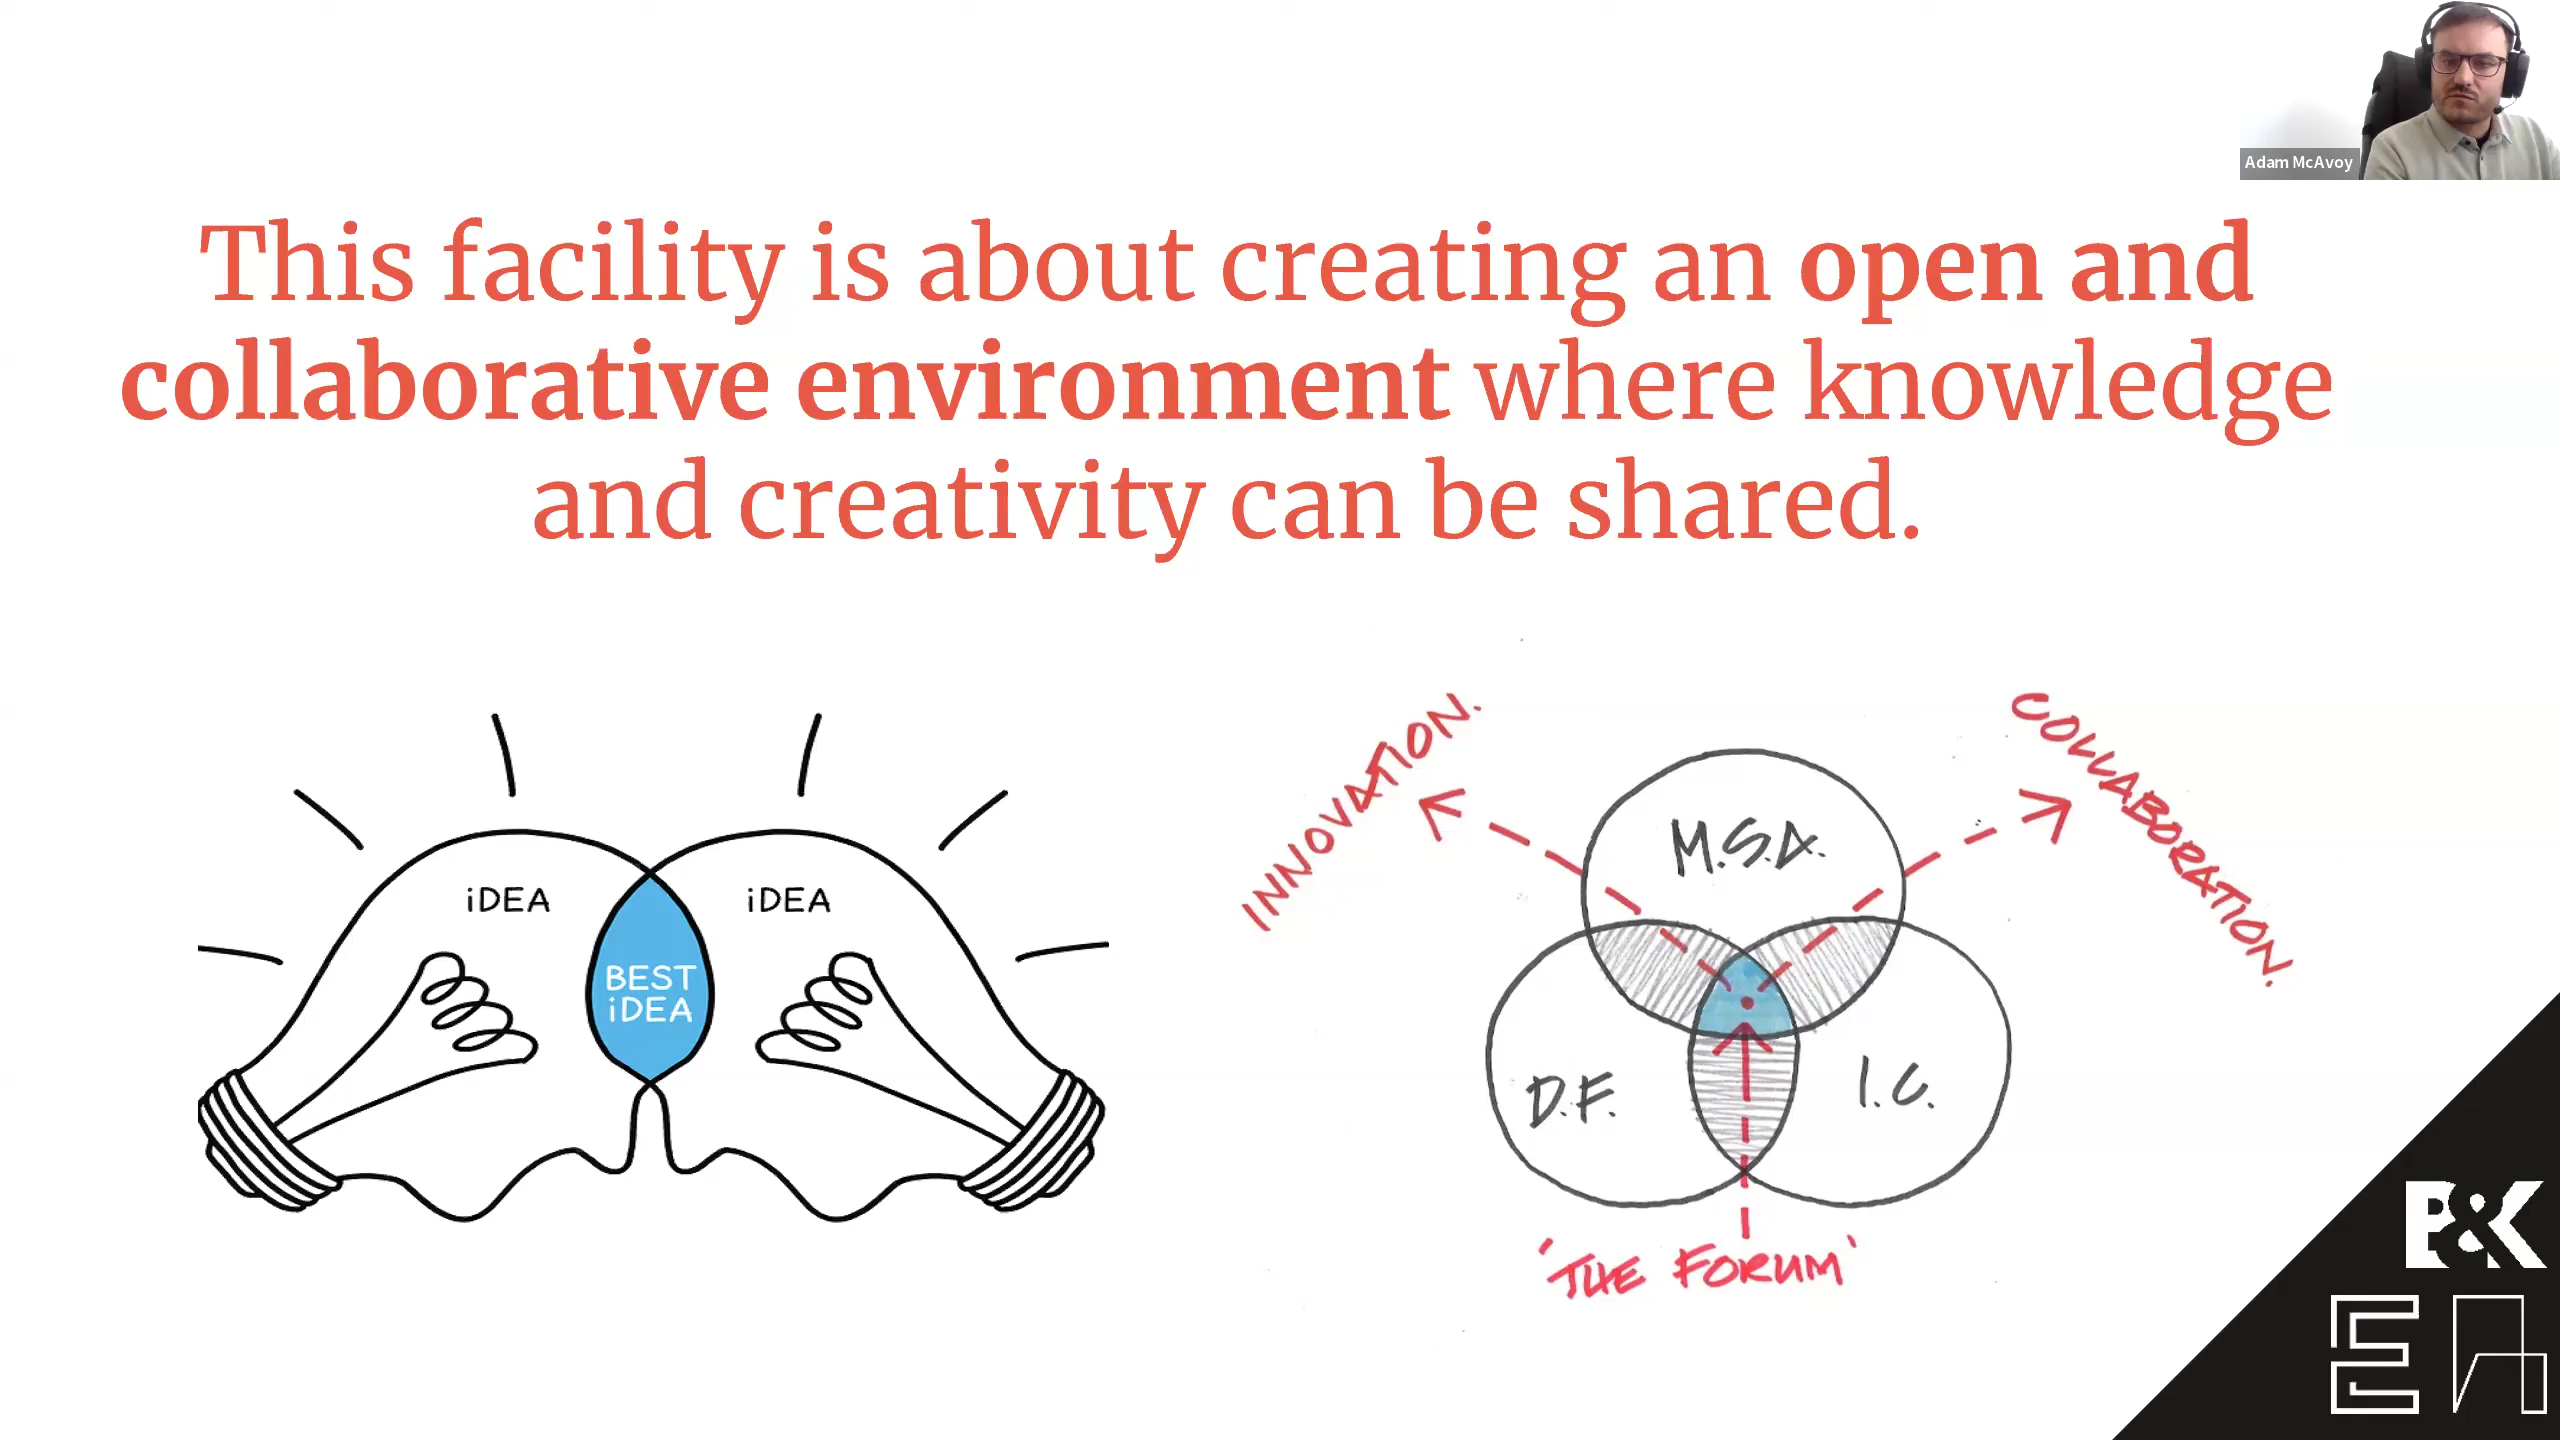 Adam McAvoy
This facility is about creating an open and
collaborative environment where knowledge
and creativity can be shared.
iDEA
iDEA
BEST
iDEA
INNOVATION.
COLLABORATION.
M.S.A.
D.F.
I.C.
'THE FORUM'
B&K
EA